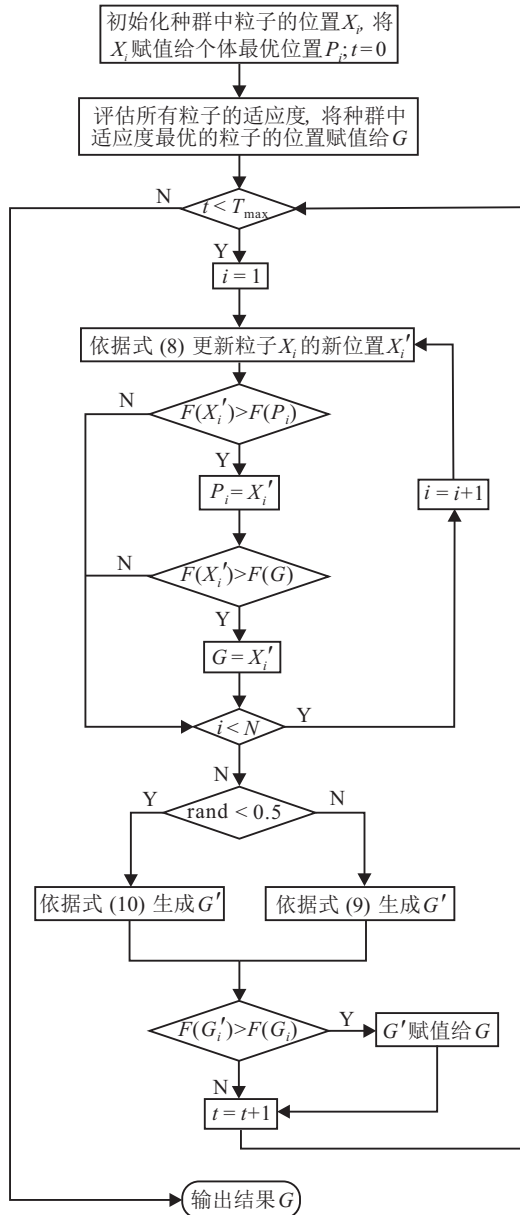 初始化种群中粒子的位置X_i, 将
X_i赋值给个体最优位置P_i; t=0
评估所有粒子的适应度, 将种群中
适应度最优的粒子的位置赋值给G
N
t < T_max
Y
i = 1
依据式 (8) 更新粒子X_i的新位置X_i′
N
F(X_i′)>F(P_i)
Y
P_i = X_i′
i = i+1
N
F(X_i′)>F(G)
Y
G = X_i′
i < N
Y
N
Y
rand < 0.5
N
依据式 (10) 生成G′
依据式 (9) 生成G′
F(G_i′)>F(G_i)
Y
G′赋值给G
N
t = t+1
输出结果G